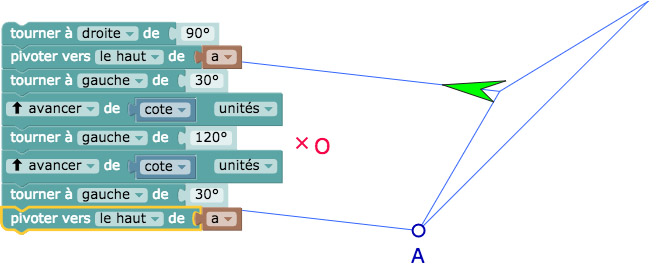 tourner à droite de 90°
pivoter vers le haut de a
tourner à gauche de 30°
avancer de cote unités
tourner à gauche de 120°
avancer de cote unités
tourner à gauche de 30°
pivoter vers le haut de a
× O
A